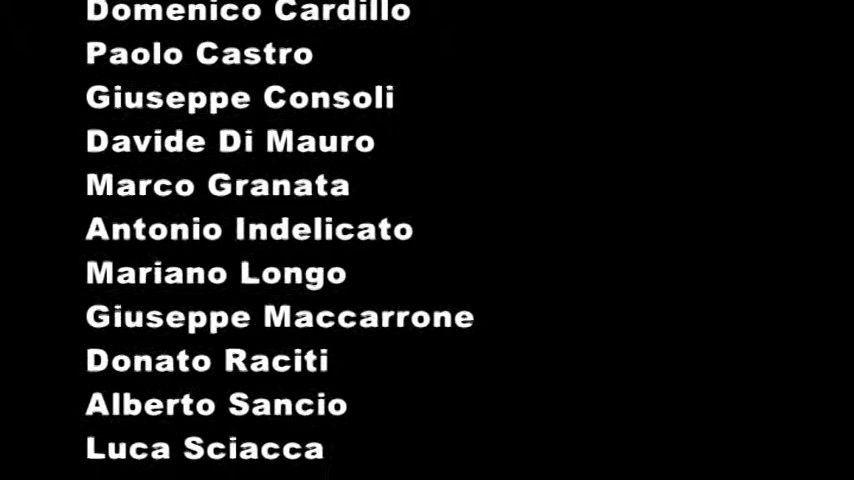 Domenico Cardillo
Paolo Castro
Giuseppe Consoli
Davide Di Mauro
Marco Granata
Antonio Indelicato
Mariano Longo
Giuseppe Maccarrone
Donato Raciti
Alberto Sancio
Luca Sciacca